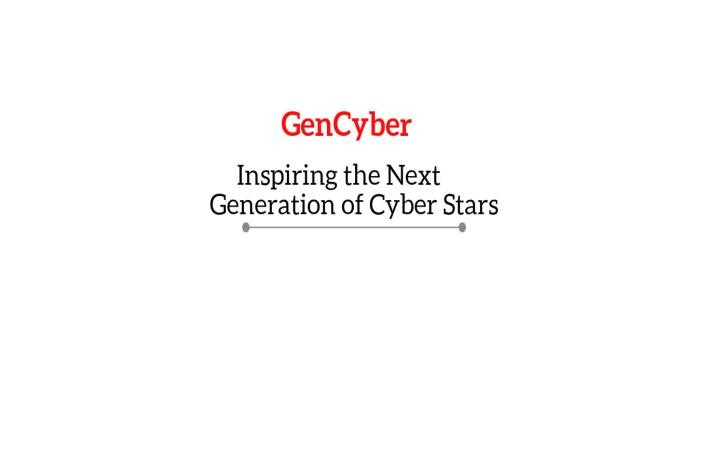 GenCyber
Inspiring the Next
Generation of Cyber Stars